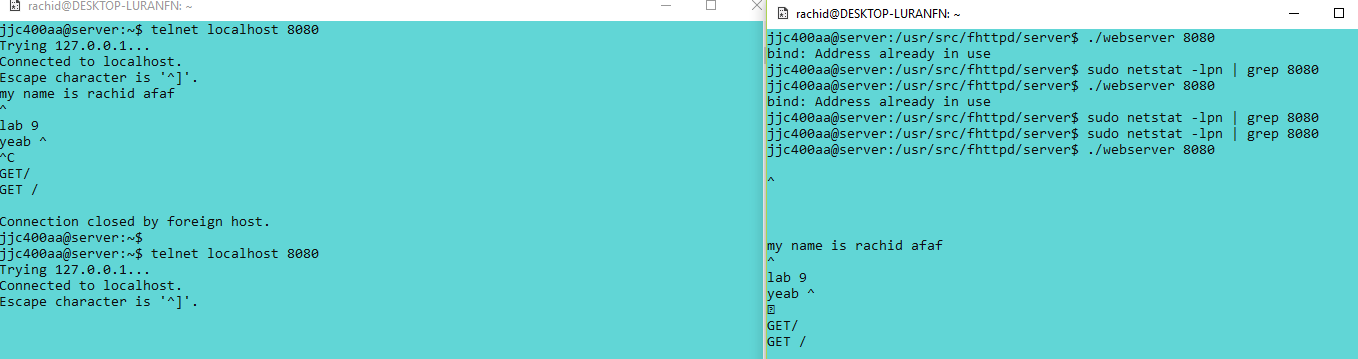 rachid@DESKTOP-LURANFN: ~
jjc400aa@server:~$ telnet localhost 8080
Trying 127.0.0.1...
Connected to localhost.
Escape character is '^]'.
my name is rachid afaf
^
lab 9
yeab ^
^C
GET/
GET /
Connection closed by foreign host.
jjc400aa@server:~$
jjc400aa@server:~$ telnet localhost 8080
Trying 127.0.0.1...
Connected to localhost.
Escape character is '^]'.
rachid@DESKTOP-LURANFN: ~
jjc400aa@server:/usr/src/fhttpd/server$ ./webserver 8080
bind: Address already in use
jjc400aa@server:/usr/src/fhttpd/server$ sudo netstat -lpn | grep 8080
jjc400aa@server:/usr/src/fhttpd/server$ ./webserver 8080
bind: Address already in use
jjc400aa@server:/usr/src/fhttpd/server$ sudo netstat -lpn | grep 8080
jjc400aa@server:/usr/src/fhttpd/server$ sudo netstat -lpn | grep 8080
jjc400aa@server:/usr/src/fhttpd/server$ ./webserver 8080
^
my name is rachid afaf
^
lab 9
yeab ^
GET/
GET /